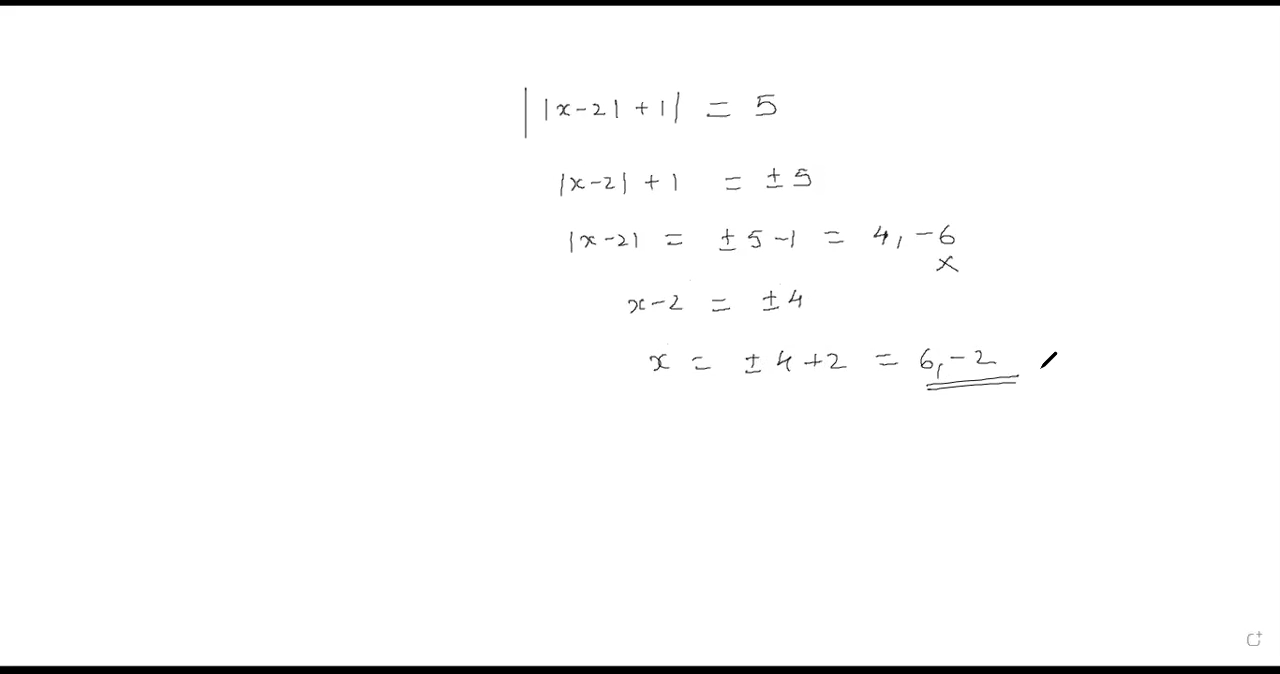 ||x-2|+1| = 5
|x-2|+1 = ±5
|x-2| = ±5-1 = 4, -6
×
x-2 = ±4
x = ±4+2 = 6, -2